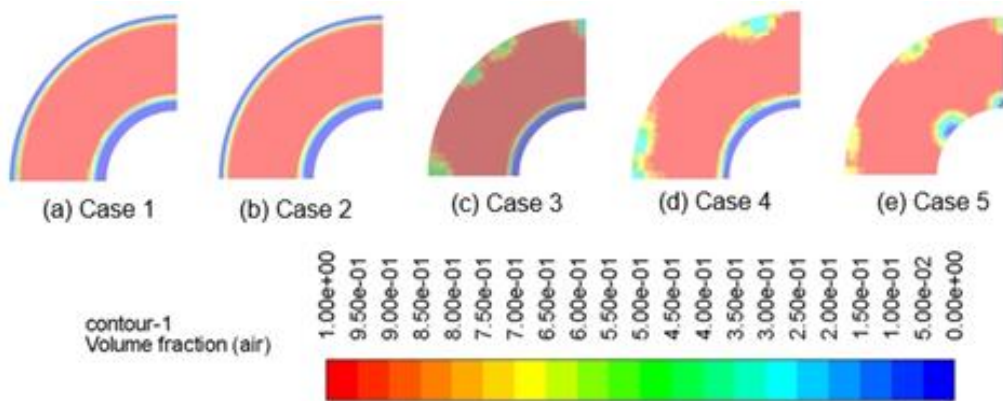 (a) Case 1
(b) Case 2
(c) Case 3
(d) Case 4
(e) Case 5
contour-1
Volume fraction (air)
1.00e+00
9.50e-01
9.00e-01
8.50e-01
8.00e-01
7.50e-01
7.00e-01
6.50e-01
6.00e-01
5.50e-01
5.00e-01
4.50e-01
4.00e-01
3.50e-01
3.00e-01
2.50e-01
2.00e-01
1.50e-01
1.00e-01
5.00e-02
0.00e+00